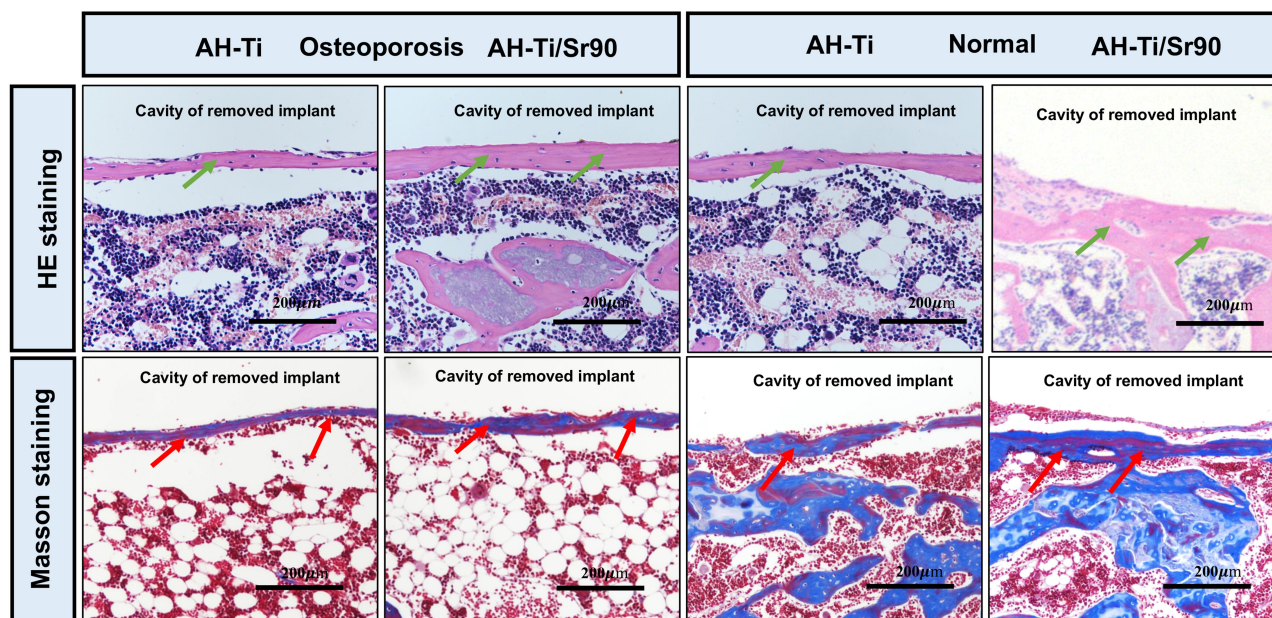 AH-Ti Osteoporosis AH-Ti/Sr90
AH-Ti Normal AH-Ti/Sr90
HE staining
Cavity of removed implant
200μm
Cavity of removed implant
200μm
Cavity of removed implant
200μm
Cavity of removed implant
200μm
Masson staining
Cavity of removed implant
200μm
Cavity of removed implant
200μm
Cavity of removed implant
200μm
Cavity of removed implant
200μm